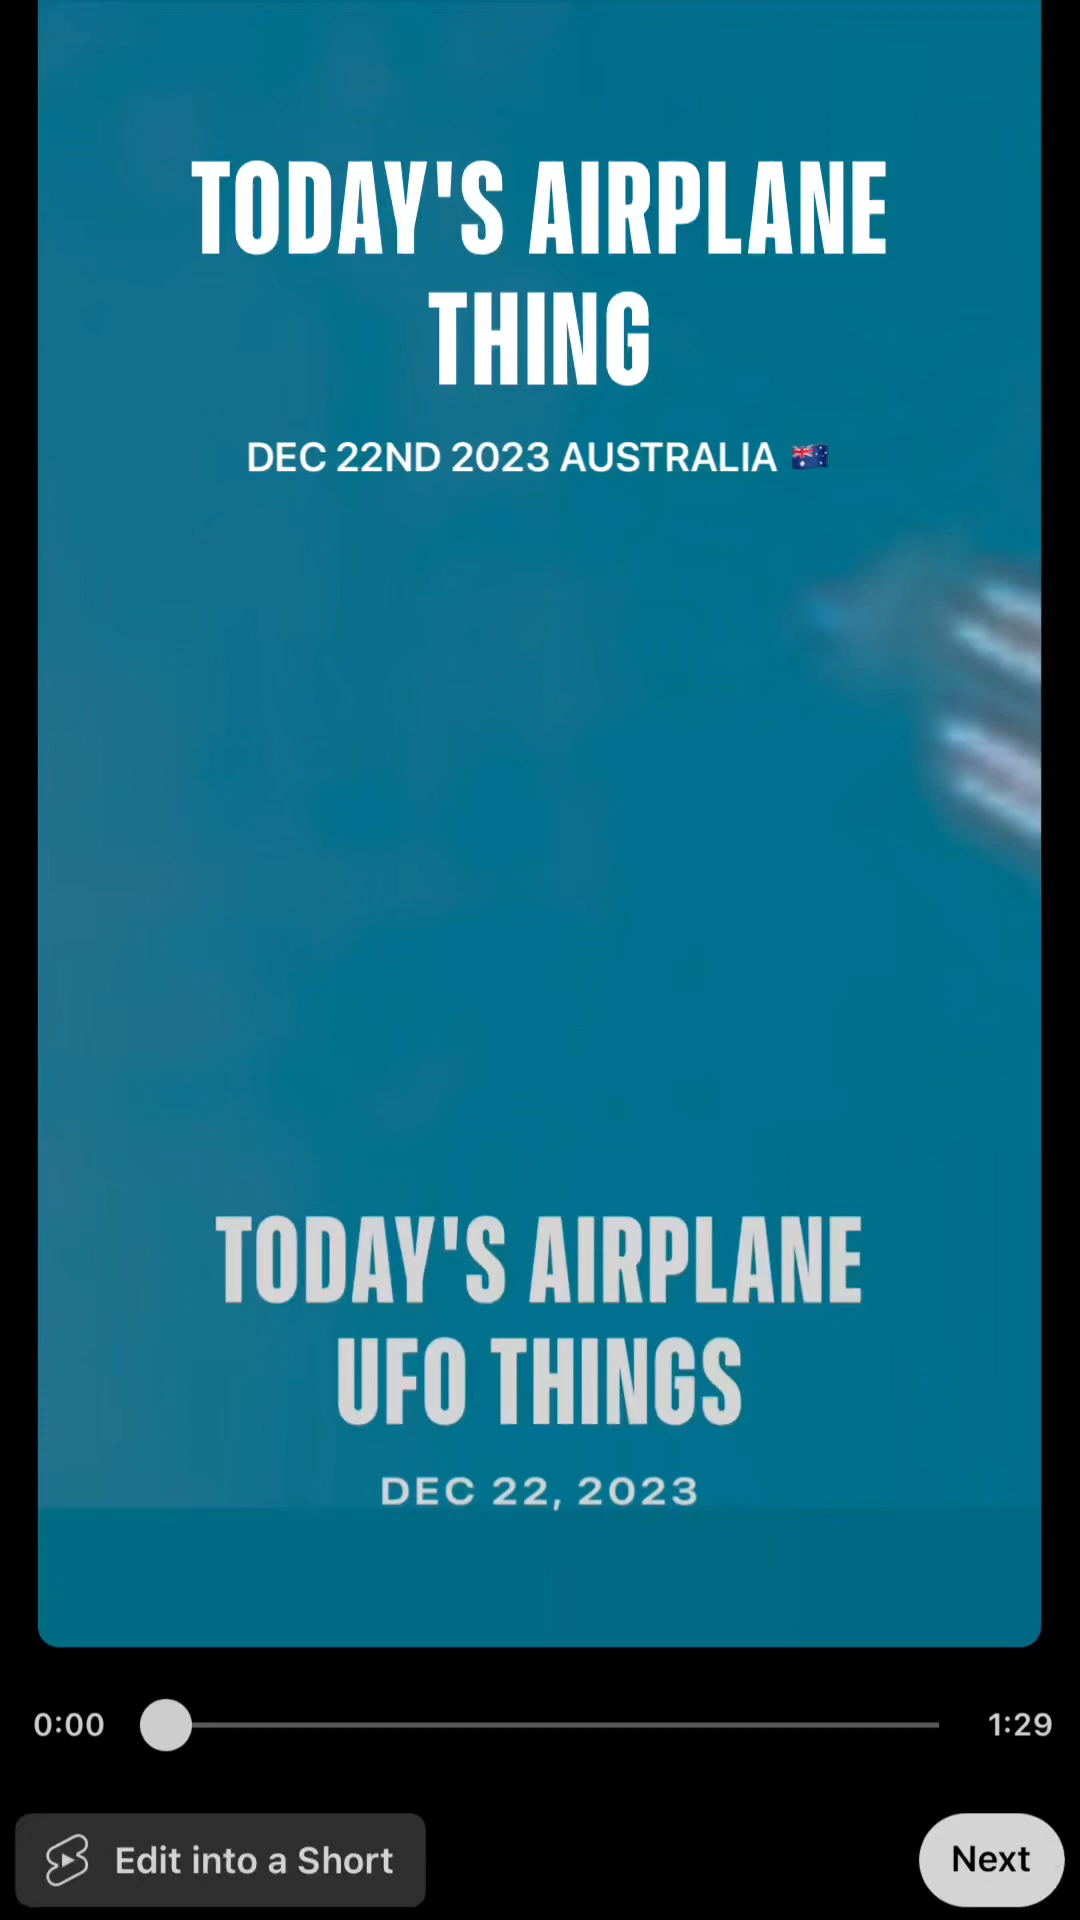 TODAY'S AIRPLANE
THING
DEC 22ND 2023 AUSTRALIA 🇦🇺
TODAY'S AIRPLANE
UFO THINGS
DEC 22, 2023
0:00
1:29
Edit into a Short
Next